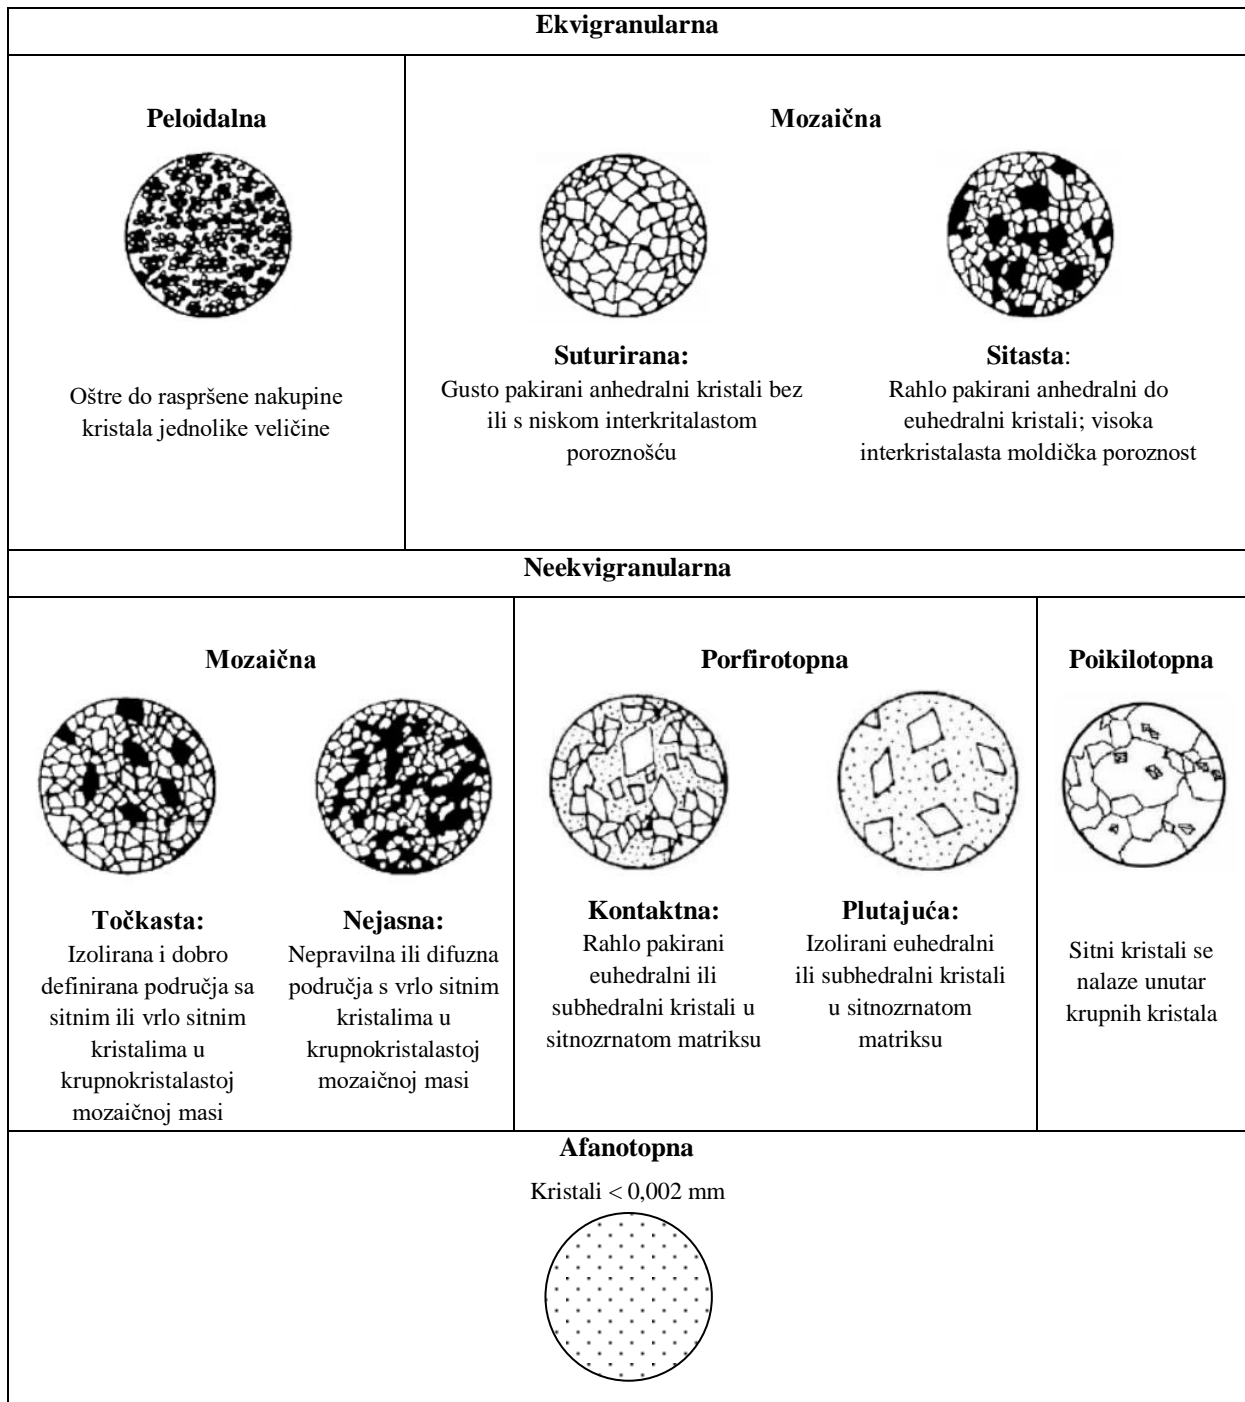 Ekvigranularna
Peloidalna
Oštre do raspršene nakupine
kristala jednolike veličine
Mozaična
Suturirana:
Gusto pakirani anhedralni kristali bez
ili s niskom interkritalastom
poroznošću
Sitasta:
Rahlo pakirani anhedralni do
euhedralni kristali; visoka
interkristalasta moldička poroznost
Neekvigranularna
Mozaična
Točkasta:
Izolirana i dobro
definirana područja sa
sitnim ili vrlo sitnim
kristalima u
krupnokristalastoj
mozaičnoj masi
Nejasna:
Nepravilna ili difuzna
područja s vrlo sitnim
kristalima u
krupnokristalastoj
mozaičnoj masi
Porfirotopna
Kontaktna:
Rahlo pakirani
euhedralni ili
subhedralni kristali u
sitnozrnatom matriksu
Plutajuća:
Izolirani euhedralni
ili subhedralni kristali
u sitnozrnatom
matriksu
Poikilotopna
Sitni kristali se
nalaze unutar
krupnih kristala
Afanotopna
Kristali < 0,002 mm